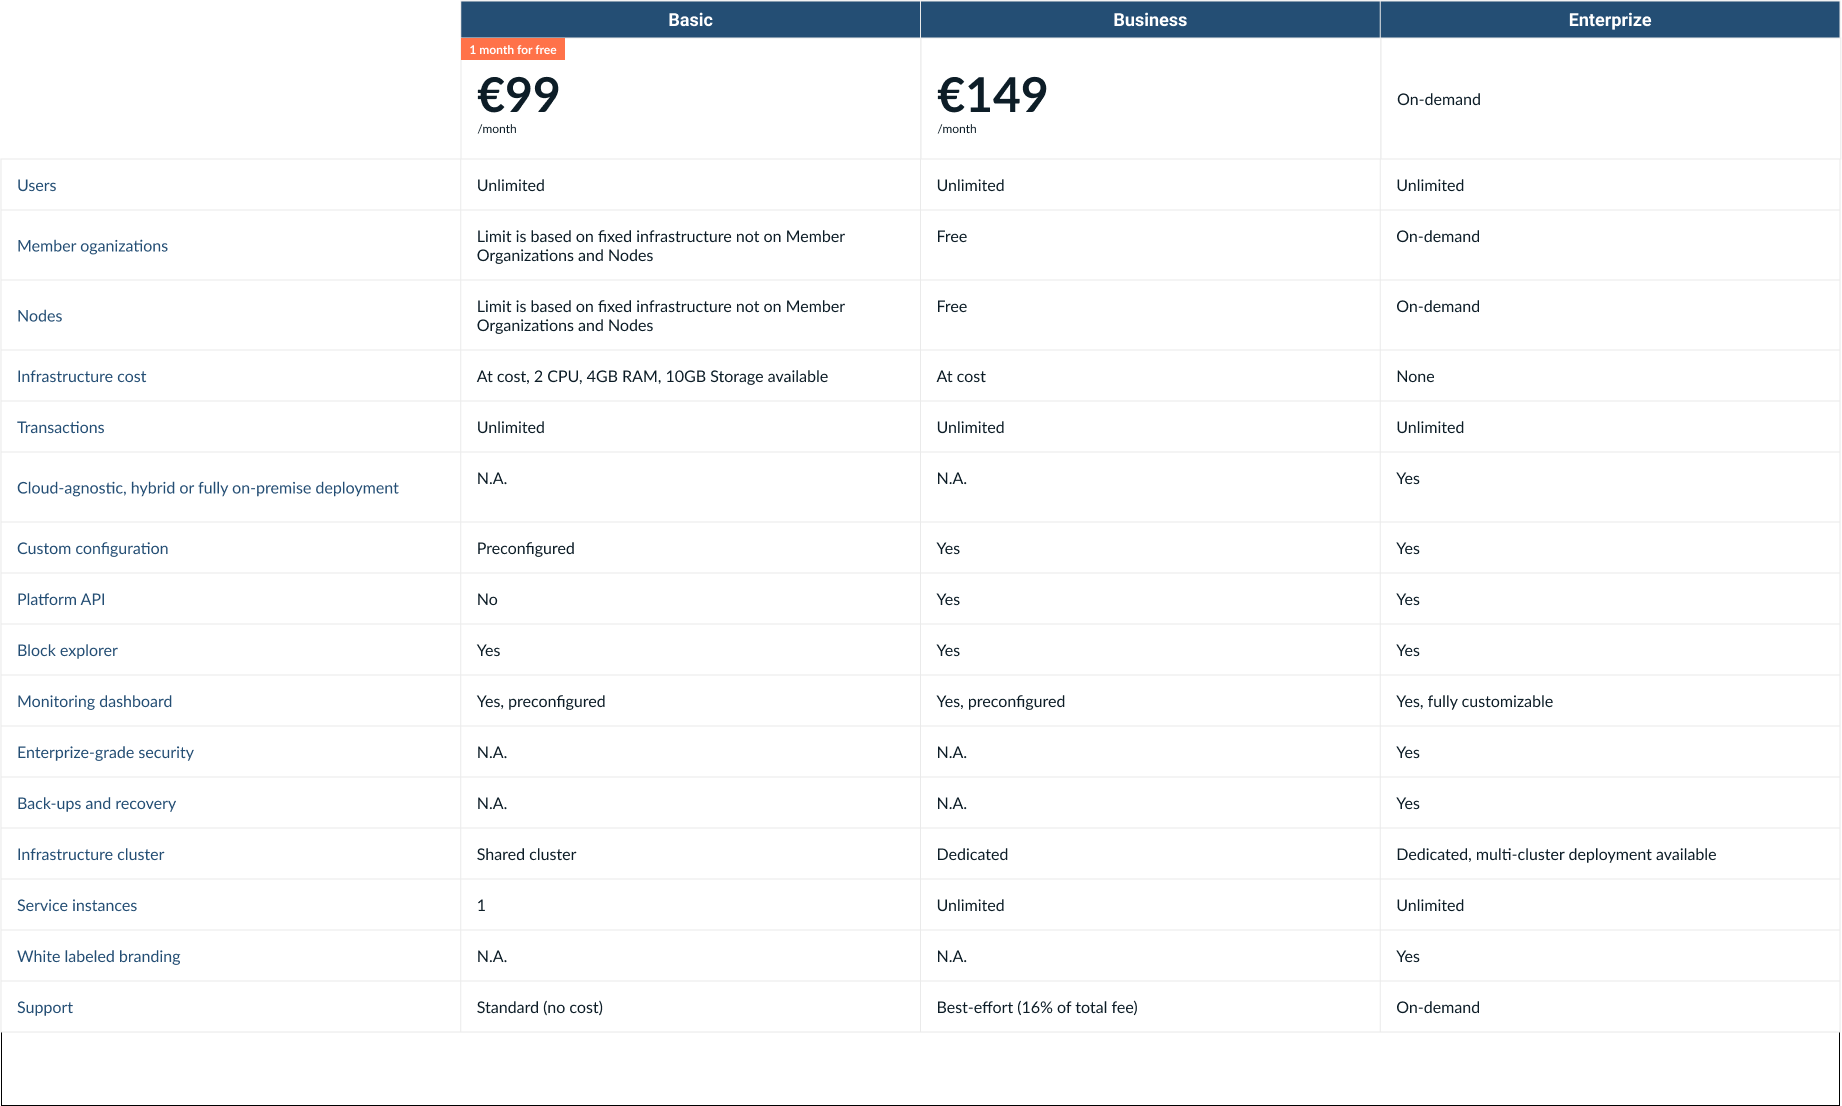 Basic Business Enterprize
1 month for free
€99 €149 On-demand
/month /month
Users Unlimited Unlimited Unlimited
Member oganizations Limit is based on fixed infrastructure not on Member Free On-demand
Organizations and Nodes
Nodes Limit is based on fixed infrastructure not on Member Free On-demand
Organizations and Nodes
Infrastructure cost At cost, 2 CPU, 4GB RAM, 10GB Storage available At cost None
Transactions Unlimited Unlimited Unlimited
Cloud-agnostic, hybrid or fully on-premise deployment N.A. N.A. Yes
Custom configuration Preconfigured Yes Yes
Platform API No Yes Yes
Block explorer Yes Yes Yes
Monitoring dashboard Yes, preconfigured Yes, preconfigured Yes, fully customizable
Enterprize-grade security N.A. N.A. Yes
Back-ups and recovery N.A. N.A. Yes
Infrastructure cluster Shared cluster Dedicated Dedicated, multi-cluster deployment available
Service instances 1 Unlimited Unlimited
White labeled branding N.A. N.A. Yes
Support Standard (no cost) Best-effort (16% of total fee) On-demand